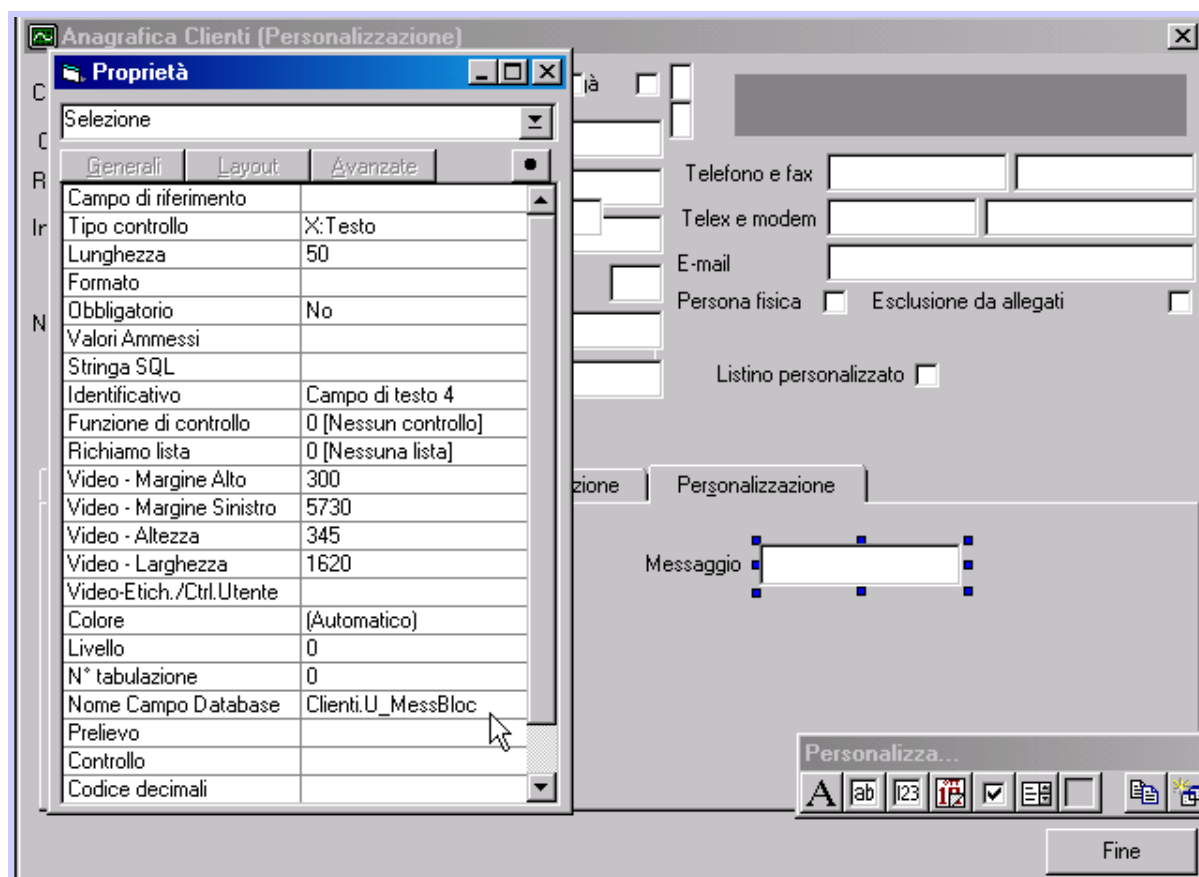 Anagrafica Clienti (Personalizzazione)
Proprietà
Selezione
Generali Layout Avanzate
Campo di riferimento
Tipo controllo X:Testo
Lunghezza 50
Formato
Obbligatorio No
Valori Ammessi
Stringa SQL
Identificativo Campo di testo 4
Funzione di controllo 0 [Nessun controllo]
Richiamo lista 0 [Nessuna lista]
Video - Margine Alto 300
Video - Margine Sinistro 5730
Video - Altezza 345
Video - Larghezza 1620
Video-Etich./Ctrl.Utente
Colore (Automatico)
Livello 0
N° tabulazione 0
Nome Campo Database Clienti.U_MessBloc
Prelievo
Controllo
Codice decimali
Telefono e fax
Telex e modem
E-mail
Persona fisica Esclusione da allegati
Listino personalizzato
zione Personalizzazione
Messaggio
Personalizza...
A ab 123
Fine